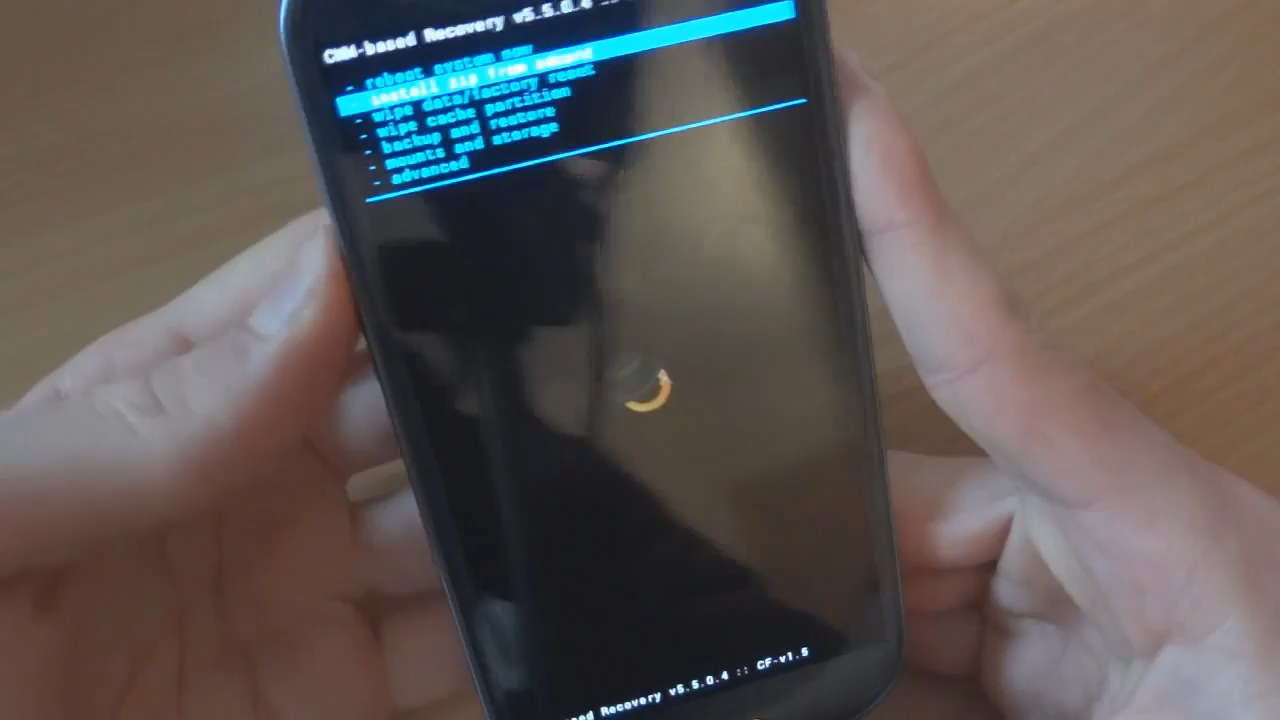 CWM-based Recovery v5.5.0.4 ::
- reboot system now
- install zip from sdcard
- wipe data/factory reset
- wipe cache partition
- backup and restore
- mounts and storage
- advanced
sed Recovery v5.5.0.4 :: CF-v1.5